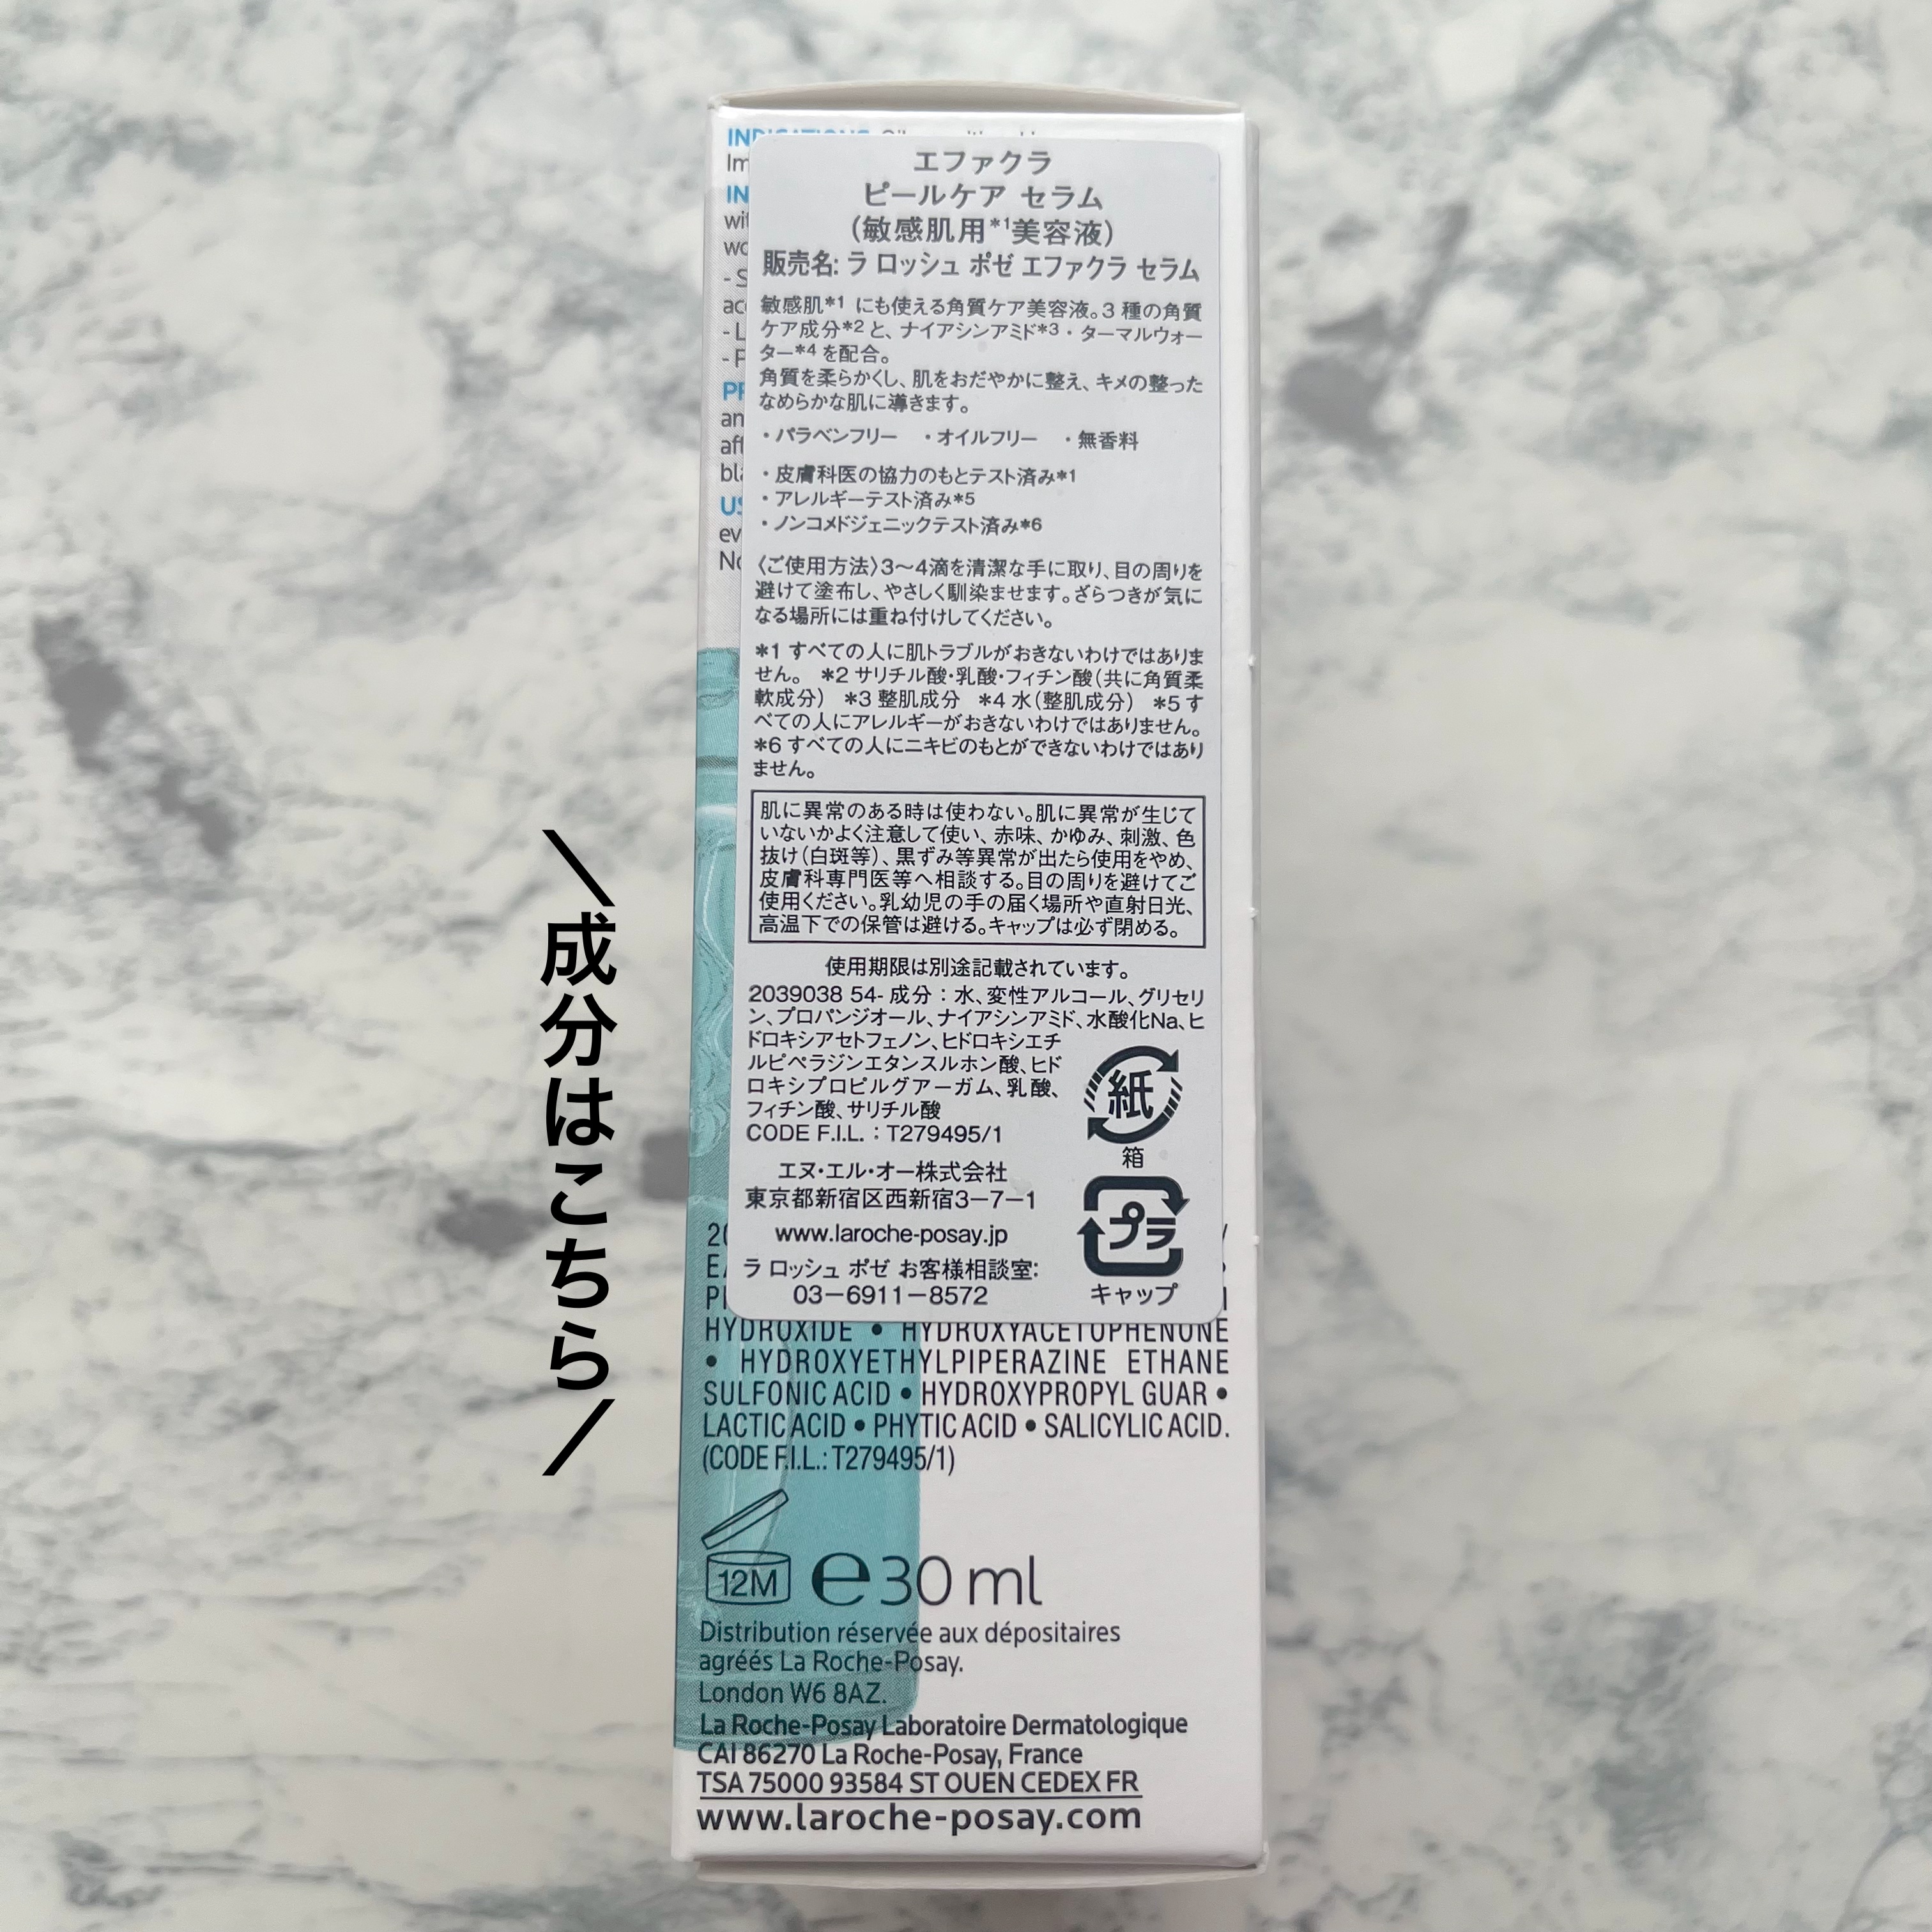 エファクラ
ピールケア セラム
(敏感肌用*1美容液)
販売名: ラ ロッシュ ポゼ エファクラ セラム
敏感肌*1 にも使える角質ケア美容液。3 種の角質
ケア成分*2 と、ナイアシンアミド*3・ターマルウォー
ター*4 を配合。
角質を柔らかくし、肌をおだやかに整え、キメの整った
なめらかな肌に導きます。
・パラベンフリー ・オイルフリー ・無香料
・皮膚科医の協力のもとテスト済み*1
・アレルギーテスト済み*5
・ノンコメドジェニックテスト済み*6
〈ご使用方法〉3〜4滴を清潔な手に取り、目の周りを
避けて塗布し、やさしく馴染ませます。ざらつきが気に
なる場所には重ね付けしてください。
*1 すべての人に肌トラブルがおきないわけではありま
せん。 *2 サリチル酸・乳酸・フィチン酸(共に角質柔
軟成分) *3 整肌成分 *4 水(整肌成分) *5 す
べての人にアレルギーがおきないわけではありません。
*6 すべての人にニキビのもとができないわけではあり
ません。
肌に異常のある時は使わない。肌に異常が生じて
いないかよく注意して使い、赤味、かゆみ、刺激、色
抜け(白斑等)、黒ずみ等異常が出たら使用をやめ、
皮膚科専門医等へ相談する。目の周りを避けてご
使用ください。乳幼児の手の届く場所や直射日光、
高温下での保管は避ける。キャップは必ず閉める。
使用期限は別途記載されています。
2039038 54- 成分：水、変性アルコール、グリセリ
ン、プロパンジオール、ナイアシンアミド、水酸化Na、ヒ
ドロキシアセトフェノン、ヒドロキシエチ
ルピペラジンエタンスルホン酸、ヒド
ロキシプロピルグアーガム、乳酸、
フィチン酸、サリチル酸
CODE F.I.L.：T279495/1
紙
箱
エヌ・エル・オー株式会社
東京都新宿区西新宿3-7-1
www.laroche-posay.jp
ラ ロッシュ ポゼ お客様相談室:
03-6911-8572
プラ
キャップ
\成分はこちら/
HYDROXIDE • HYDROXYACETOPHENONE
• HYDROXYETHYLPIPERAZINE ETHANE
SULFONIC ACID • HYDROXYPROPYL GUAR •
LACTIC ACID • PHYTIC ACID • SALICYLIC ACID.
(CODE F.I.L.: T279495/1)
12M e 30 ml
Distribution réservée aux dépositaires
agréés La Roche-Posay.
London W6 8AZ.
La Roche-Posay Laboratoire Dermatologique
CAI 86270 La Roche-Posay, France
TSA 75000 93584 ST OUEN CEDEX FR
www.laroche-posay.com